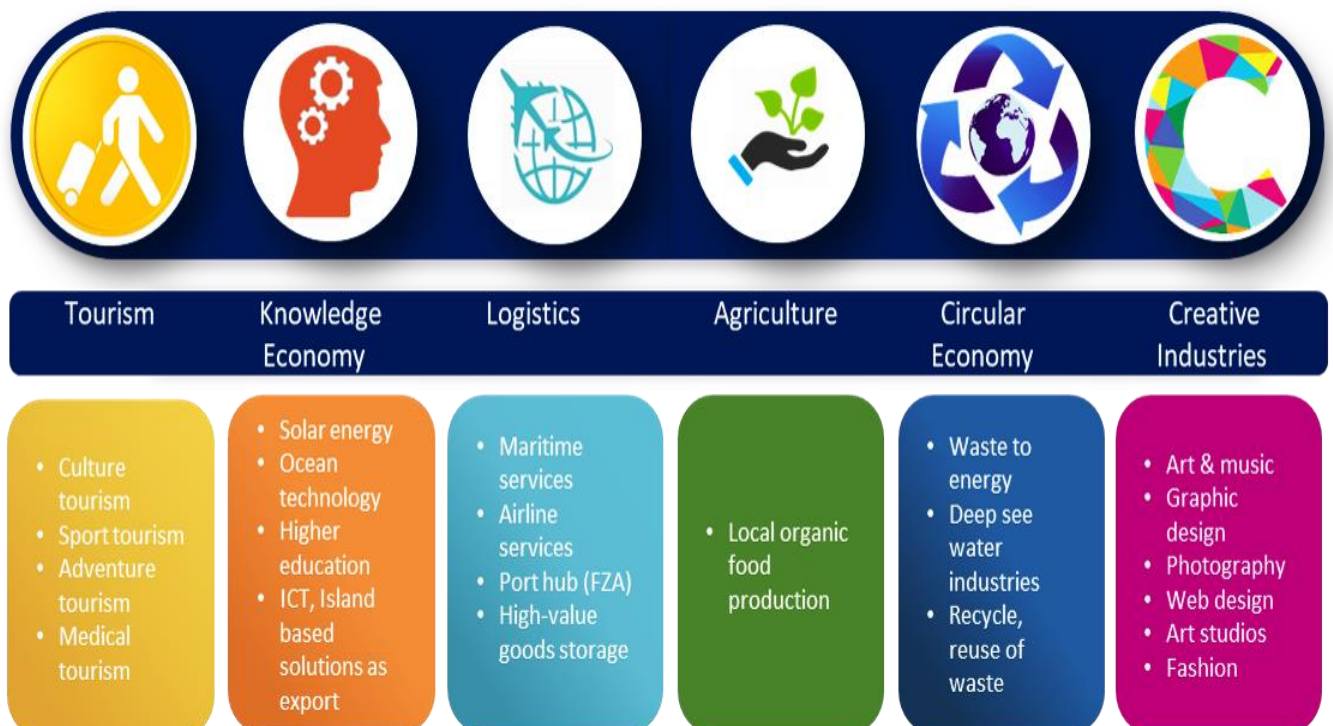 Tourism
Knowledge
Economy
Logistics
Agriculture
Circular
Economy
Creative
Industries
• Culture
tourism
• Sport tourism
• Adventure
tourism
• Medical
tourism
• Solar energy
• Ocean
technology
• Higher
education
• ICT, Island
based
solutions as
export
• Maritime
services
• Airline
services
• Port hub (FZA)
• High-value
goods storage
• Local organic
food
production
• Waste to
energy
• Deep see
water
industries
• Recycle,
reuse of
waste
• Art & music
• Graphic
design
• Photography
• Web design
• Art studios
• Fashion